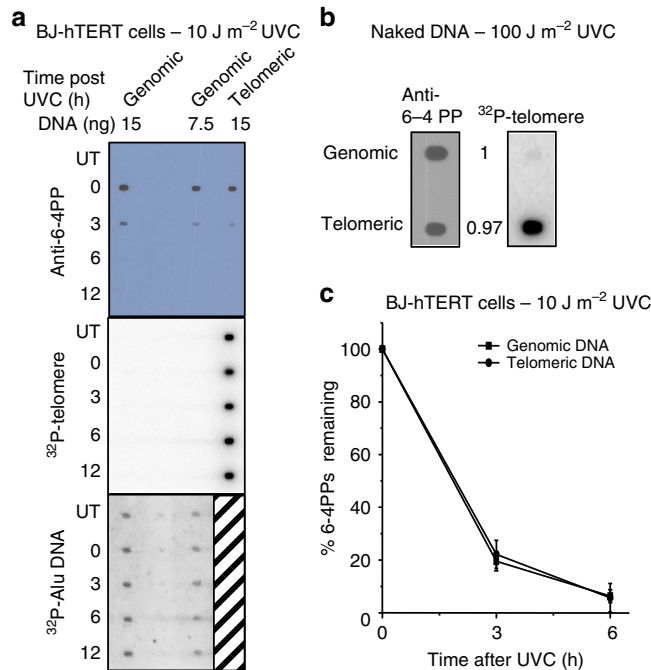 a
BJ-hTERT cells – 10 J m⁻² UVC
Time post
UVC (h)
Genomic
Genomic
Telomeric
DNA (ng) 15 7.5 15
Anti-6-4PP
UT
0
3
6
12
³²P-telomere
UT
0
3
6
12
³²P-Alu DNA
UT
0
3
6
12
b
Naked DNA – 100 J m⁻² UVC
Anti-
6–4 PP
³²P-telomere
Genomic 1
Telomeric 0.97
c
BJ-hTERT cells – 10 J m⁻² UVC
Genomic DNA
Telomeric DNA
% 6-4PPs remaining
100
80
60
40
20
0
0 3 6
Time after UVC (h)